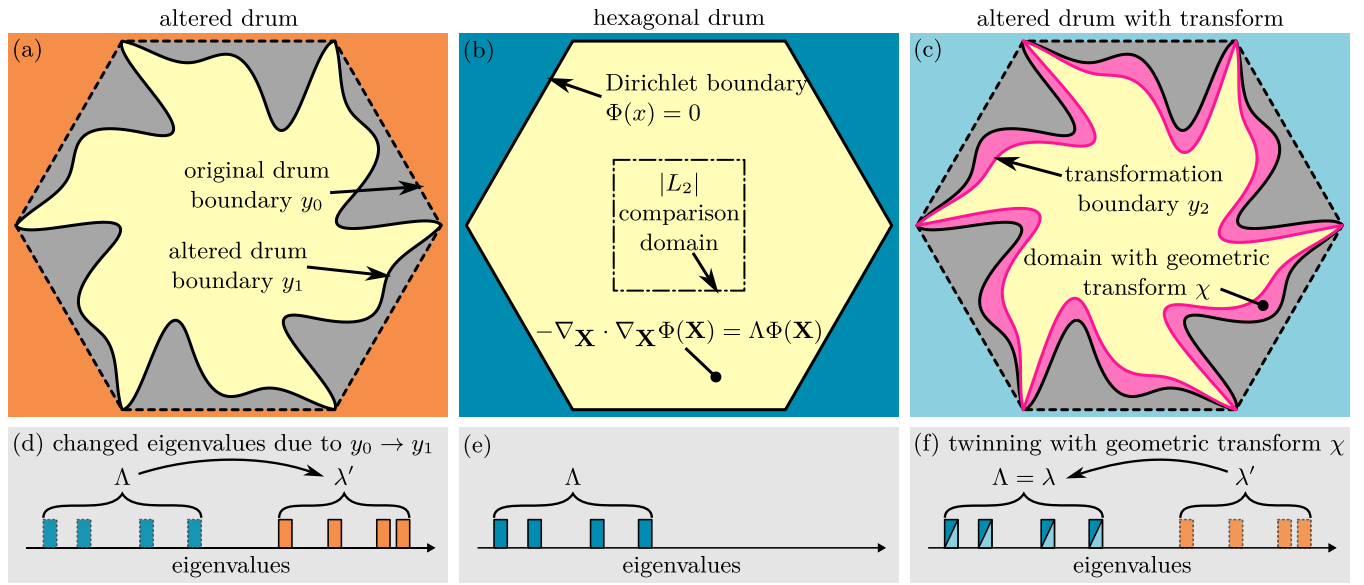 altered drum
(a)
original drum
boundary y₀
altered drum
boundary y₁
hexagonal drum
(b)
Dirichlet boundary
Φ(x) = 0
|L₂|
comparison
domain
−∇_𝐗 · ∇_𝐗Φ(𝐗) = ΛΦ(𝐗)
altered drum with transform
(c)
transformation
boundary y₂
domain with geometric
transform χ
(d) changed eigenvalues due to y₀ → y₁
Λ
λ′
eigenvalues
(e)
Λ
eigenvalues
(f) twinning with geometric transform χ
Λ = λ
λ′
eigenvalues